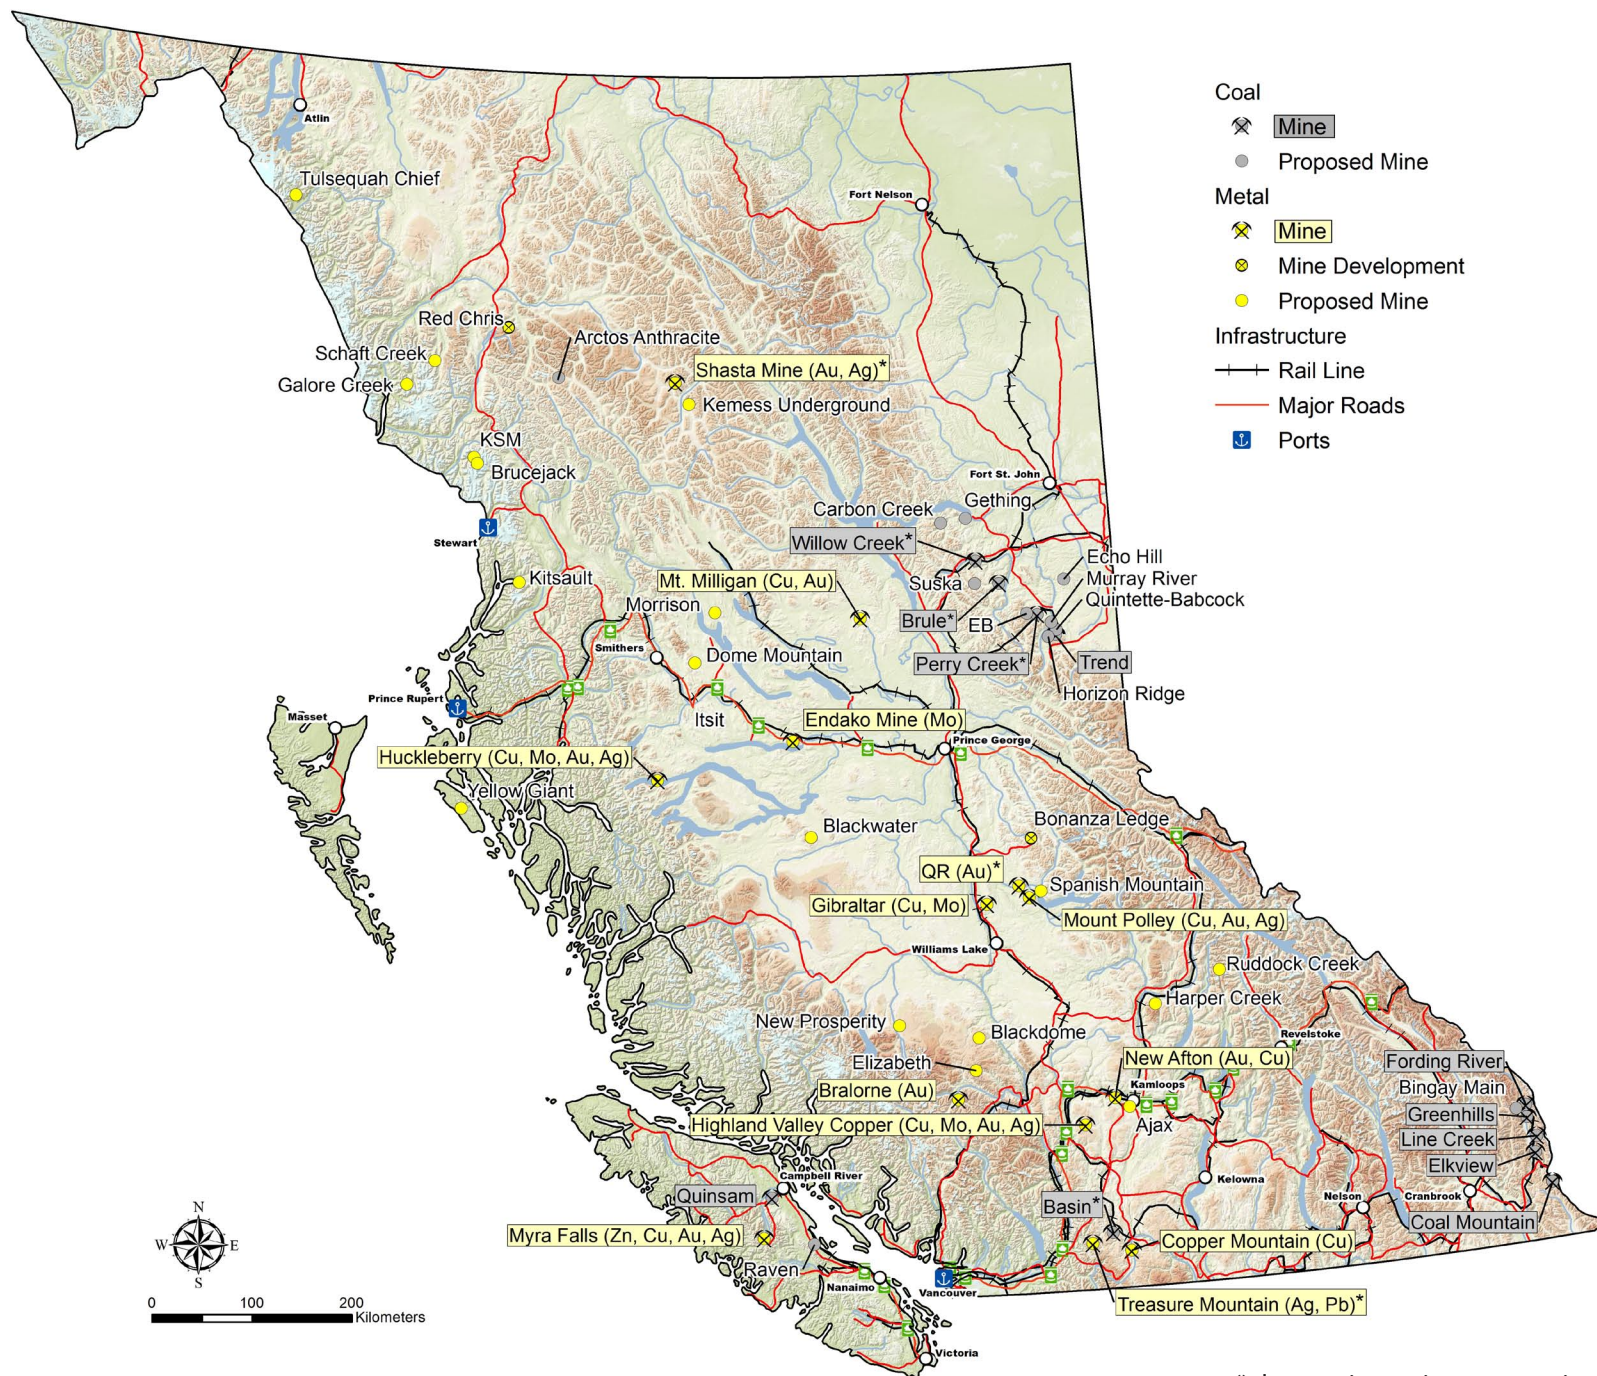 Coal
Mine
Proposed Mine
Metal
Mine
Mine Development
Proposed Mine
Infrastructure
Rail Line
Major Roads
Ports
Atlin
Tulsequah Chief
Fort Nelson
Red Chris
Arctos Anthracite
Schaft Creek
Shasta Mine (Au, Ag)*
Galore Creek
Kemess Underground
KSM
Brucejack
Fort St. John
Gething
Carbon Creek
Stewart
Willow Creek*
Echo Hill
Kitsault
Mt. Milligan (Cu, Au)
Suska
Murray River
Quintette-Babcock
Morrison
Brule*
EB
Smithers
Dome Mountain
Perry Creek*
Trend
Horizon Ridge
Prince Rupert
Masset
Itsit
Endako Mine (Mo)
Prince George
Huckleberry (Cu, Mo, Au, Ag)
Yellow Giant
Blackwater
Bonanza Ledge
QR (Au)*
Spanish Mountain
Gibraltar (Cu, Mo)
Mount Polley (Cu, Au, Ag)
Williams Lake
Ruddock Creek
Harper Creek
New Prosperity
Blackdome
Revelstoke
Elizabeth
New Afton (Au, Cu)
Fording River
Bralorne (Au)
Kamloops
Bingay Main
Highland Valley Copper (Cu, Mo, Au, Ag)
Ajax
Greenhills
Line Creek
Elkview
Campbell River
Kelowna
Quinsam
Basin*
Nelson
Cranbrook
Coal Mountain
Myra Falls (Zn, Cu, Au, Ag)
Copper Mountain (Cu)
Raven
Nanaimo
Vancouver
Treasure Mountain (Ag, Pb)*
Victoria
N
W E
S
0 100 200
Kilometers